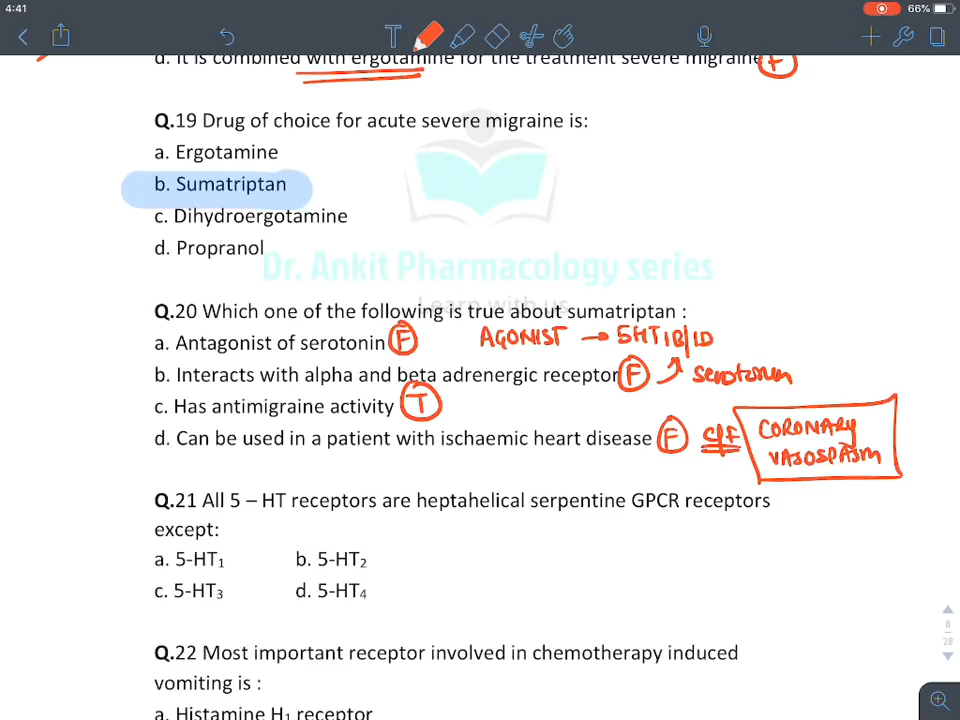 4:41
66%
T
d. It is combined with ergotamine for the treatment severe migraine F
Q.19 Drug of choice for acute severe migraine is:
a. Ergotamine
b. Sumatriptan
c. Dihydroergotamine
d. Propranol
Dr. Ankit Pharmacology series
Learn with us
Q.20 Which one of the following is true about sumatriptan :
a. Antagonist of serotonin F AGONIST → 5HT 1B/1D
b. Interacts with alpha and beta adrenergic receptor F serotonin
c. Has antimigraine activity T
d. Can be used in a patient with ischaemic heart disease F C/I CORONARY
VASOSPASM
Q.21 All 5 – HT receptors are heptahelical serpentine GPCR receptors
except:
a. 5-HT₁ b. 5-HT₂
c. 5-HT₃ d. 5-HT₄
Q.22 Most important receptor involved in chemotherapy induced
vomiting is :
a. Histamine H₁ receptor
8
28